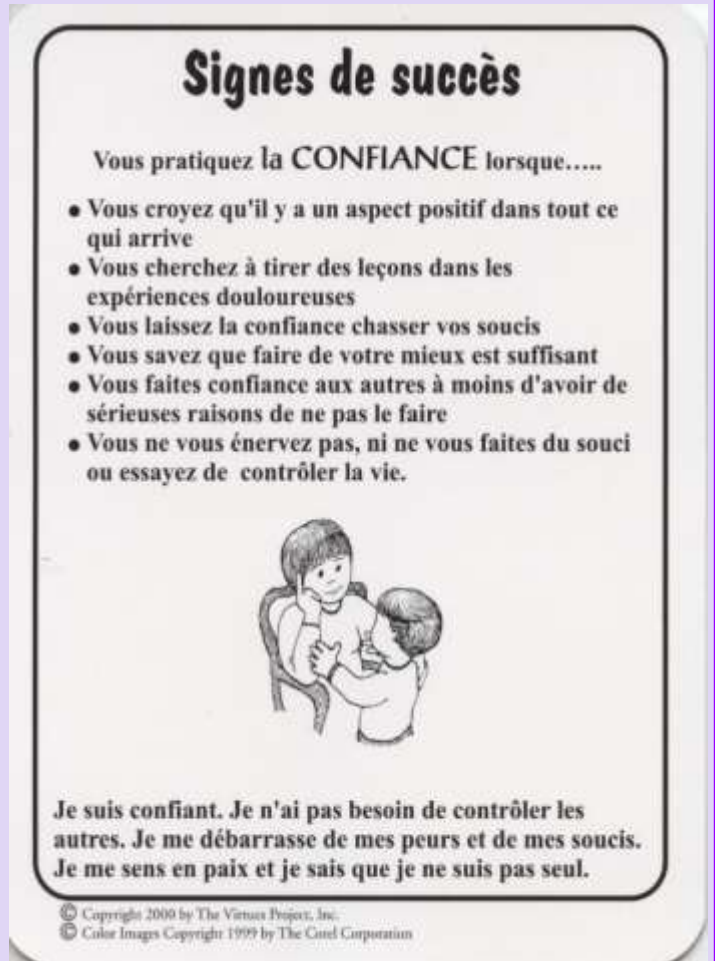 Signes de succès
Vous pratiquez la CONFIANCE lorsque…..
• Vous croyez qu'il y a un aspect positif dans tout ce
qui arrive
• Vous cherchez à tirer des leçons dans les
expériences douloureuses
• Vous laissez la confiance chasser vos soucis
• Vous savez que faire de votre mieux est suffisant
• Vous faites confiance aux autres à moins d'avoir de
sérieuses raisons de ne pas le faire
• Vous ne vous énervez pas, ni ne vous faites du souci
ou essayez de contrôler la vie.
Je suis confiant. Je n'ai pas besoin de contrôler les
autres. Je me débarrasse de mes peurs et de mes soucis.
Je me sens en paix et je sais que je ne suis pas seul.
© Copyright 2000 by The Virtues Project, Inc.
© Color Images Copyright 1999 by The Corel Corporation